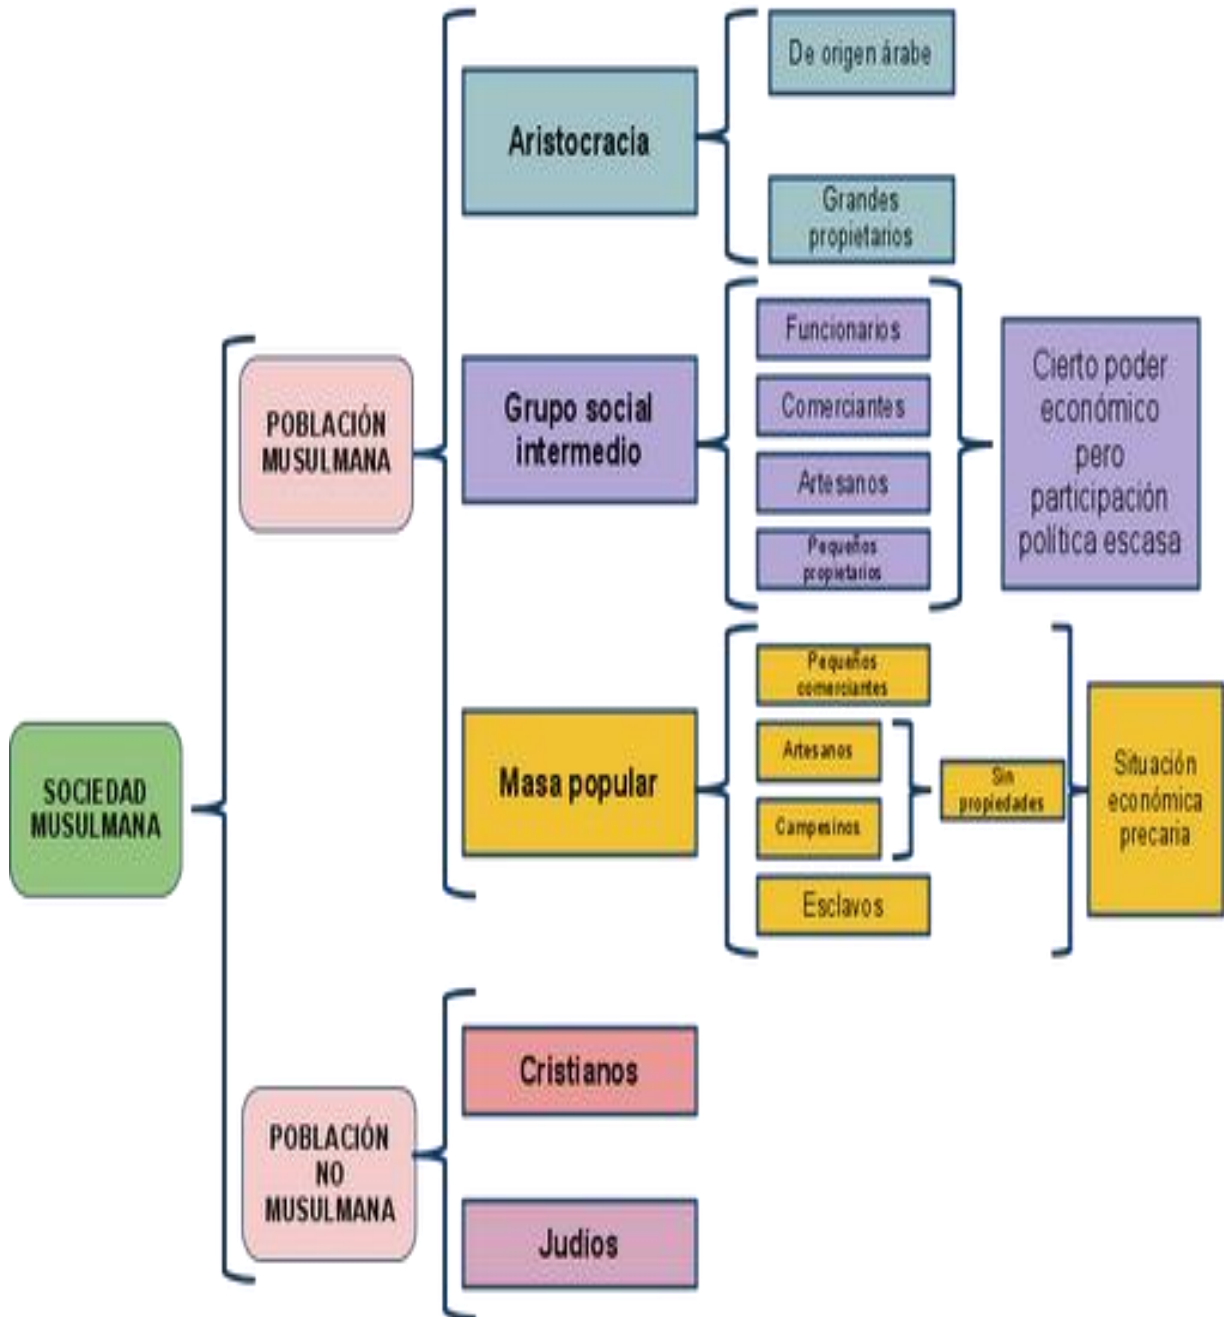 SOCIEDAD
MUSULMANA
POBLACIÓN
MUSULMANA
Aristocracia
De origen árabe
Grandes
propietarios
Grupo social
intermedio
Funcionarios
Comerciantes
Artesanos
Pequeños
propietarios
Cierto poder
económico
pero
participación
política escasa
Masa popular
Pequeños
comerciantes
Artesanos
Campesinos
Sin
propiedades
Esclavos
Situación
económica
precaria
POBLACIÓN
NO
MUSULMANA
Cristianos
Judios